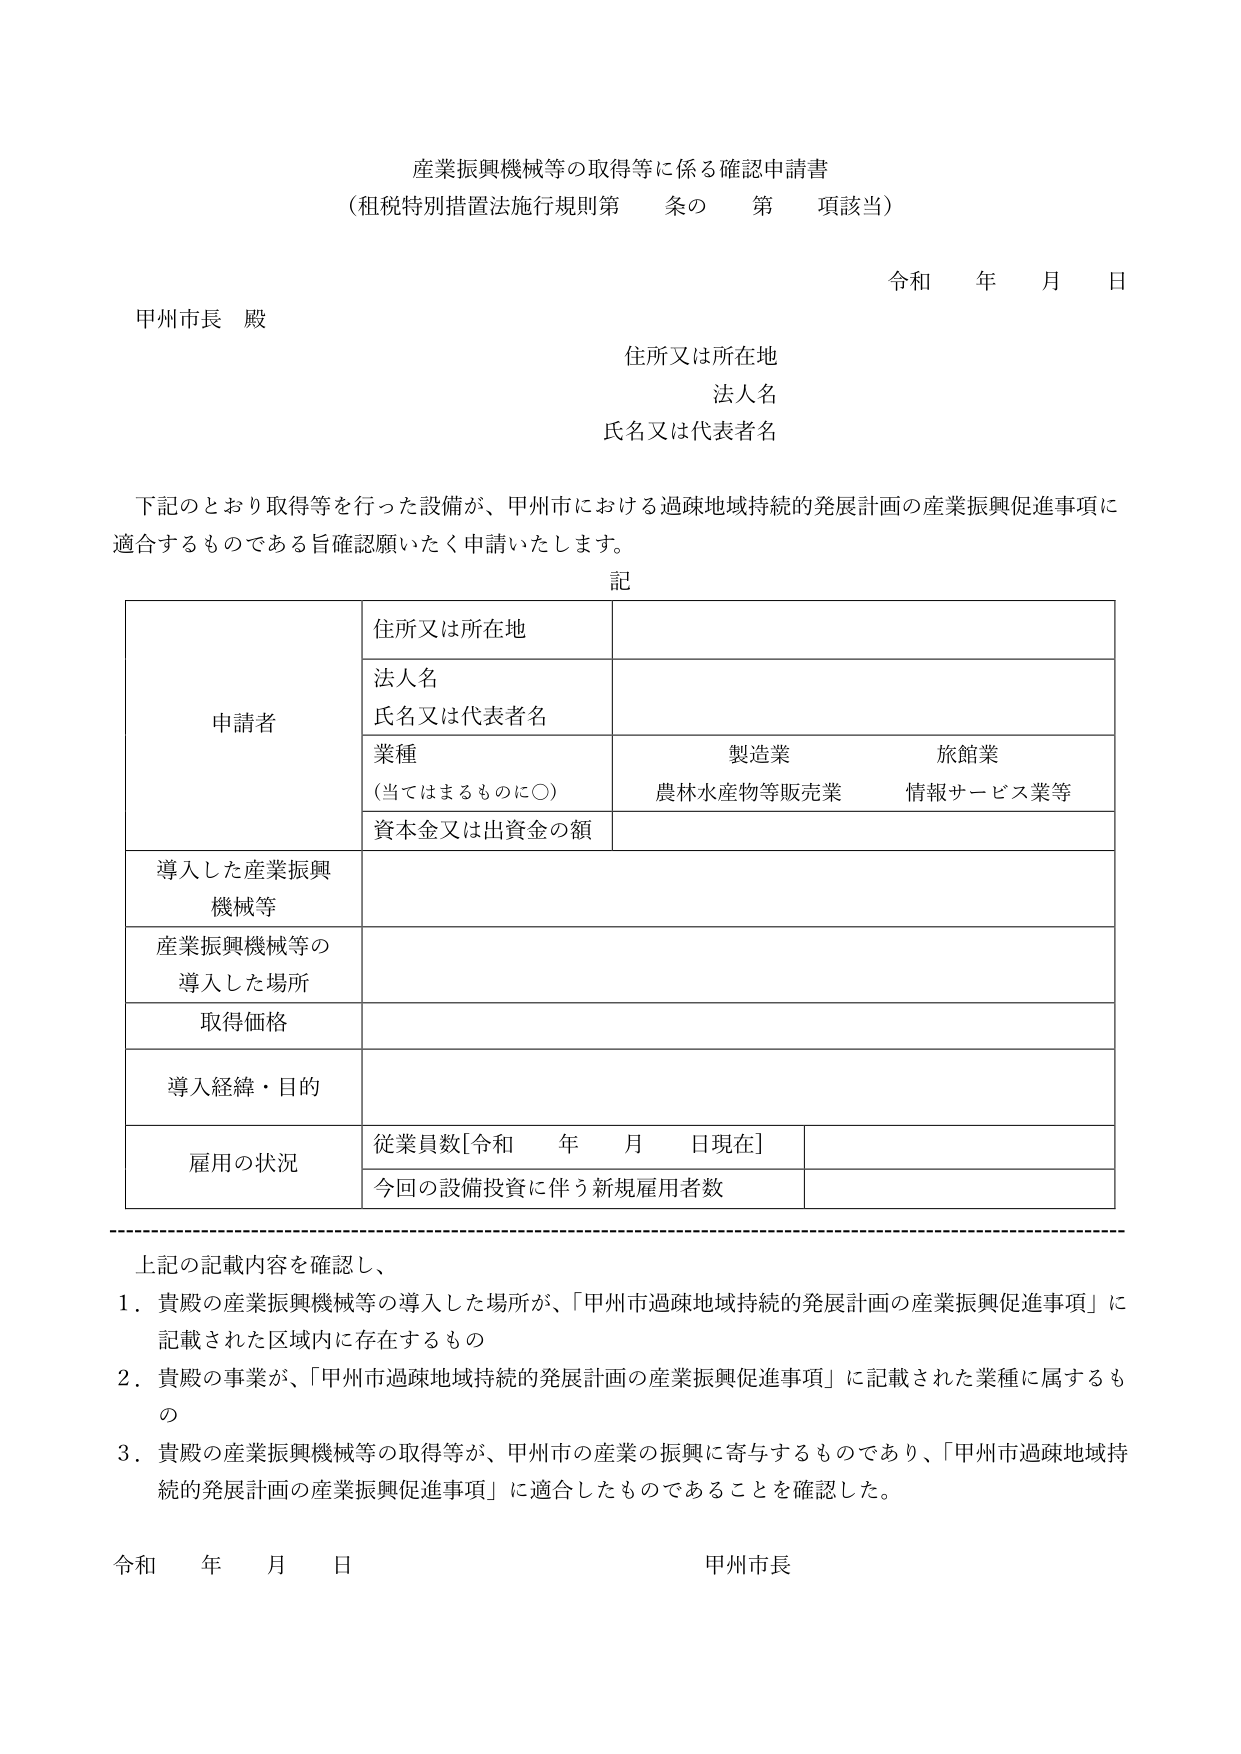 産業振興機械等の取得等に係る確認申請書
（租税特別措置法施行規則第　　条の　　第　　項該当）
令和　　年　　月　　日
甲州市長　殿
住所又は所在地
法人名
氏名又は代表者名
下記のとおり取得等を行った設備が、甲州市における過疎地域持続的発展計画の産業振興促進事項に
適合するものである旨確認願いたく申請いたします。
記
申請者
住所又は所在地
法人名
氏名又は代表者名
業種
（当てはまるものに〇）
製造業　　　　　　　旅館業
農林水産物等販売業　　　情報サービス業等
資本金又は出資金の額
導入した産業振興
機械等
産業振興機械等の
導入した場所
取得価格
導入経緯・目的
雇用の状況
従業員数[令和　　年　　月　　日現在]
今回の設備投資に伴う新規雇用者数
上記の記載内容を確認し、
１．貴殿の産業振興機械等の導入した場所が、「甲州市過疎地域持続的発展計画の産業振興促進事項」に
記載された区域内に存在するもの
２．貴殿の事業が、「甲州市過疎地域持続的発展計画の産業振興促進事項」に記載された業種に属するも
の
３．貴殿の産業振興機械等の取得等が、甲州市の産業の振興に寄与するものであり、「甲州市過疎地域持
続的発展計画の産業振興促進事項」に適合したものであることを確認した。
令和　　年　　月　　日　　　　　　　　　　　　　　　　甲州市長